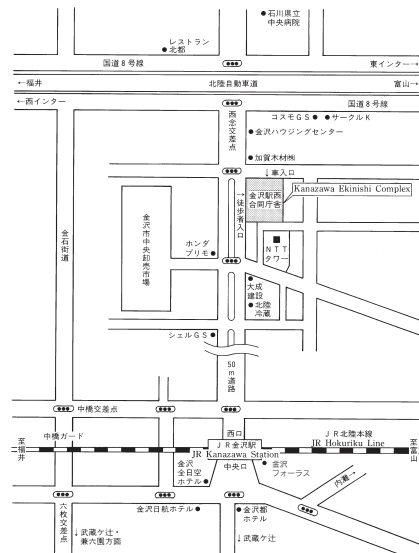 石川県立
中央病院
レストラン
北都
国道８号線
東インター→
←福井
北陸自動車道
富山→
←西インター
国道８号線
西念交差点
コスモＧＳ
サークルＫ
金沢ハウジングセンター
加賀木材㈱
↓車入口
→徒歩者入口
金沢駅西
合同庁舎
Kanazawa Ekinishi Complex
金石街道
金沢市中央卸売市場
ホンダ
プリモ
ＮＴＴ
タワー
大成
建設
北陸
冷蔵
シェルＧＳ
50ｍ道路
中橋交差点
至福井
中橋ガード
西口
ＪＲ金沢駅
JR Kanazawa Station
中央口
ＪＲ北陸本線
JR Hokuriku Line
至富山
金沢
全日空
ホテル
金沢
フォーラス
内灘→
六枚交差点
↓武蔵ケ辻・
兼六園方面
金沢日航ホテル
金沢都
ホテル
↓武蔵ケ辻